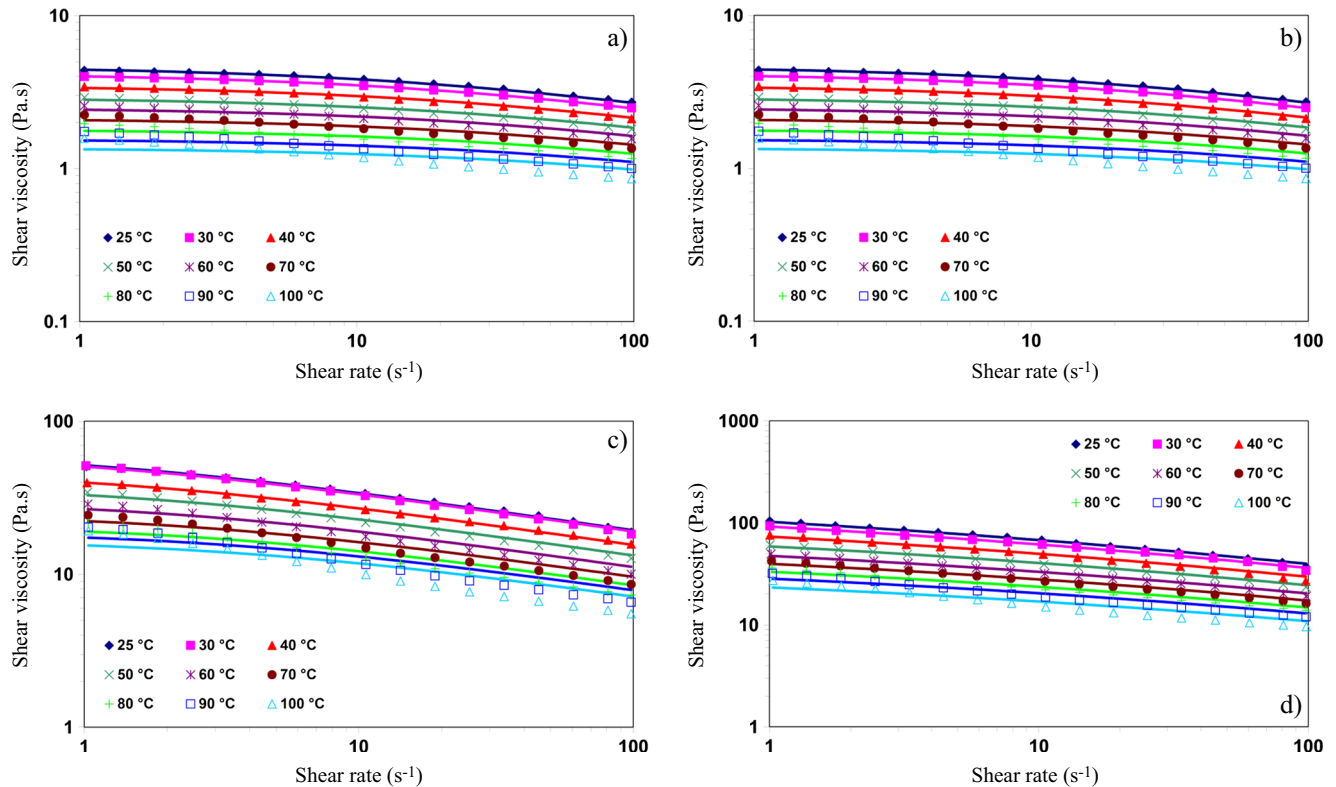 10
a)
Shear viscosity (Pa.s)
1
25 °C 30 °C 40 °C
50 °C 60 °C 70 °C
80 °C 90 °C 100 °C
0.1
1 10 100
Shear rate (s-1)
10
b)
Shear viscosity (Pa.s)
1
25 °C 30 °C 40 °C
50 °C 60 °C 70 °C
80 °C 90 °C 100 °C
0.1
1 10 100
Shear rate (s-1)
100
c)
Shear viscosity (Pa.s)
10
25 °C 30 °C 40 °C
50 °C 60 °C 70 °C
80 °C 90 °C 100 °C
1
1 10 100
Shear rate (s-1)
1000
25 °C 30 °C 40 °C
50 °C 60 °C 70 °C
80 °C 90 °C 100 °C
Shear viscosity (Pa.s)
100
10
d)
1
1 10 100
Shear rate (s-1)